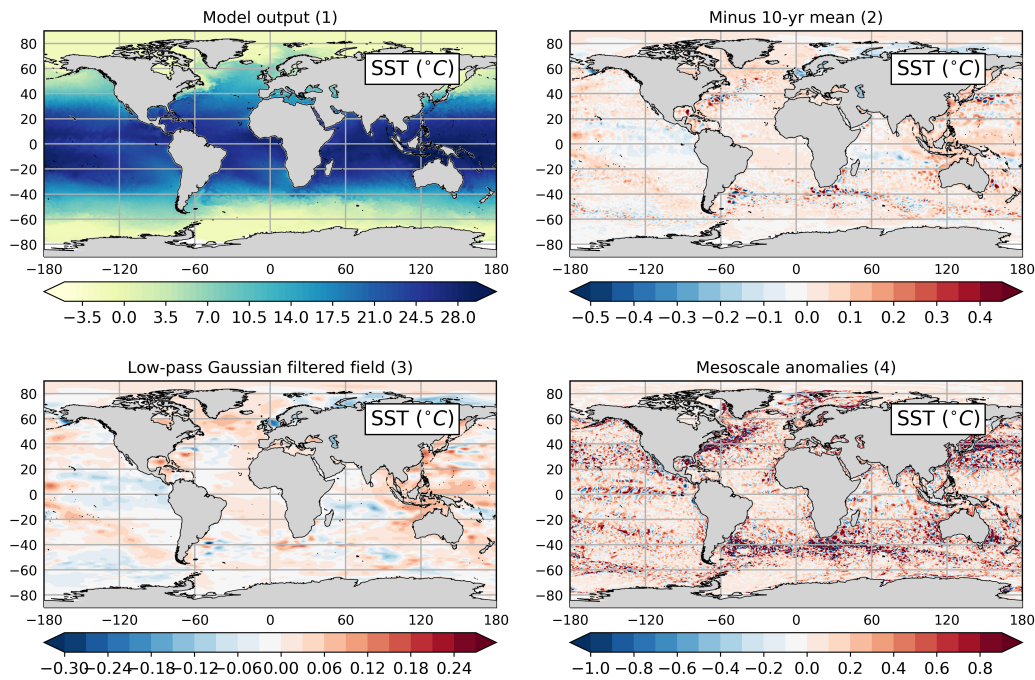 Model output (1)
Minus 10-yr mean (2)
80
60
40
20
0
−20
−40
−60
−80
SST (°C)
80
60
40
20
0
−20
−40
−60
−80
SST (°C)
−180 −120 −60 0 60 120 180
−180 −120 −60 0 60 120 180
−3.5 0.0 3.5 7.0 10.5 14.0 17.5 21.0 24.5 28.0
−0.5 −0.4 −0.3 −0.2 −0.1 0.0 0.1 0.2 0.3 0.4
Low-pass Gaussian filtered field (3)
Mesoscale anomalies (4)
80
60
40
20
0
−20
−40
−60
−80
SST (°C)
80
60
40
20
0
−20
−40
−60
−80
SST (°C)
−180 −120 −60 0 60 120 180
−180 −120 −60 0 60 120 180
−0.30 −0.24 −0.18 −0.12 −0.06 0.00 0.06 0.12 0.18 0.24
−1.0 −0.8 −0.6 −0.4 −0.2 0.0 0.2 0.4 0.6 0.8